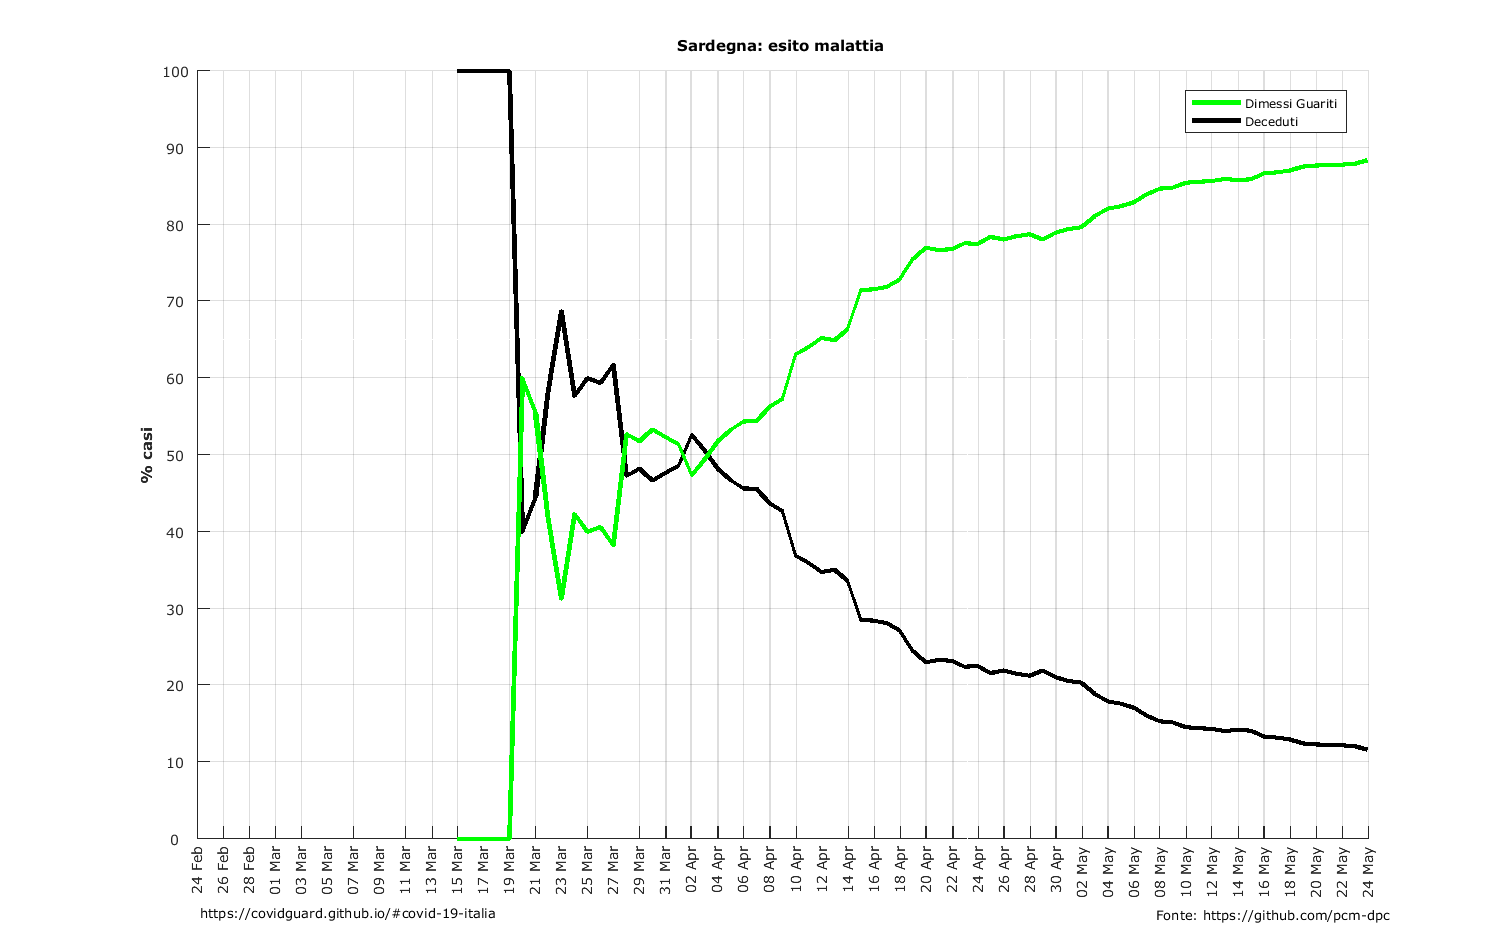 Sardegna: esito malattia
100
90
80
70
60
50
40
30
20
10
0
% casi
Dimessi Guariti
Deceduti
24 Feb
26 Feb
28 Feb
01 Mar
03 Mar
05 Mar
07 Mar
09 Mar
11 Mar
13 Mar
15 Mar
17 Mar
19 Mar
21 Mar
23 Mar
25 Mar
27 Mar
29 Mar
31 Mar
02 Apr
04 Apr
06 Apr
08 Apr
10 Apr
12 Apr
14 Apr
16 Apr
18 Apr
20 Apr
22 Apr
24 Apr
26 Apr
28 Apr
30 Apr
02 May
04 May
06 May
08 May
10 May
12 May
14 May
16 May
18 May
20 May
22 May
24 May
https://covidguard.github.io/#covid-19-italia
Fonte: https://github.com/pcm-dpc